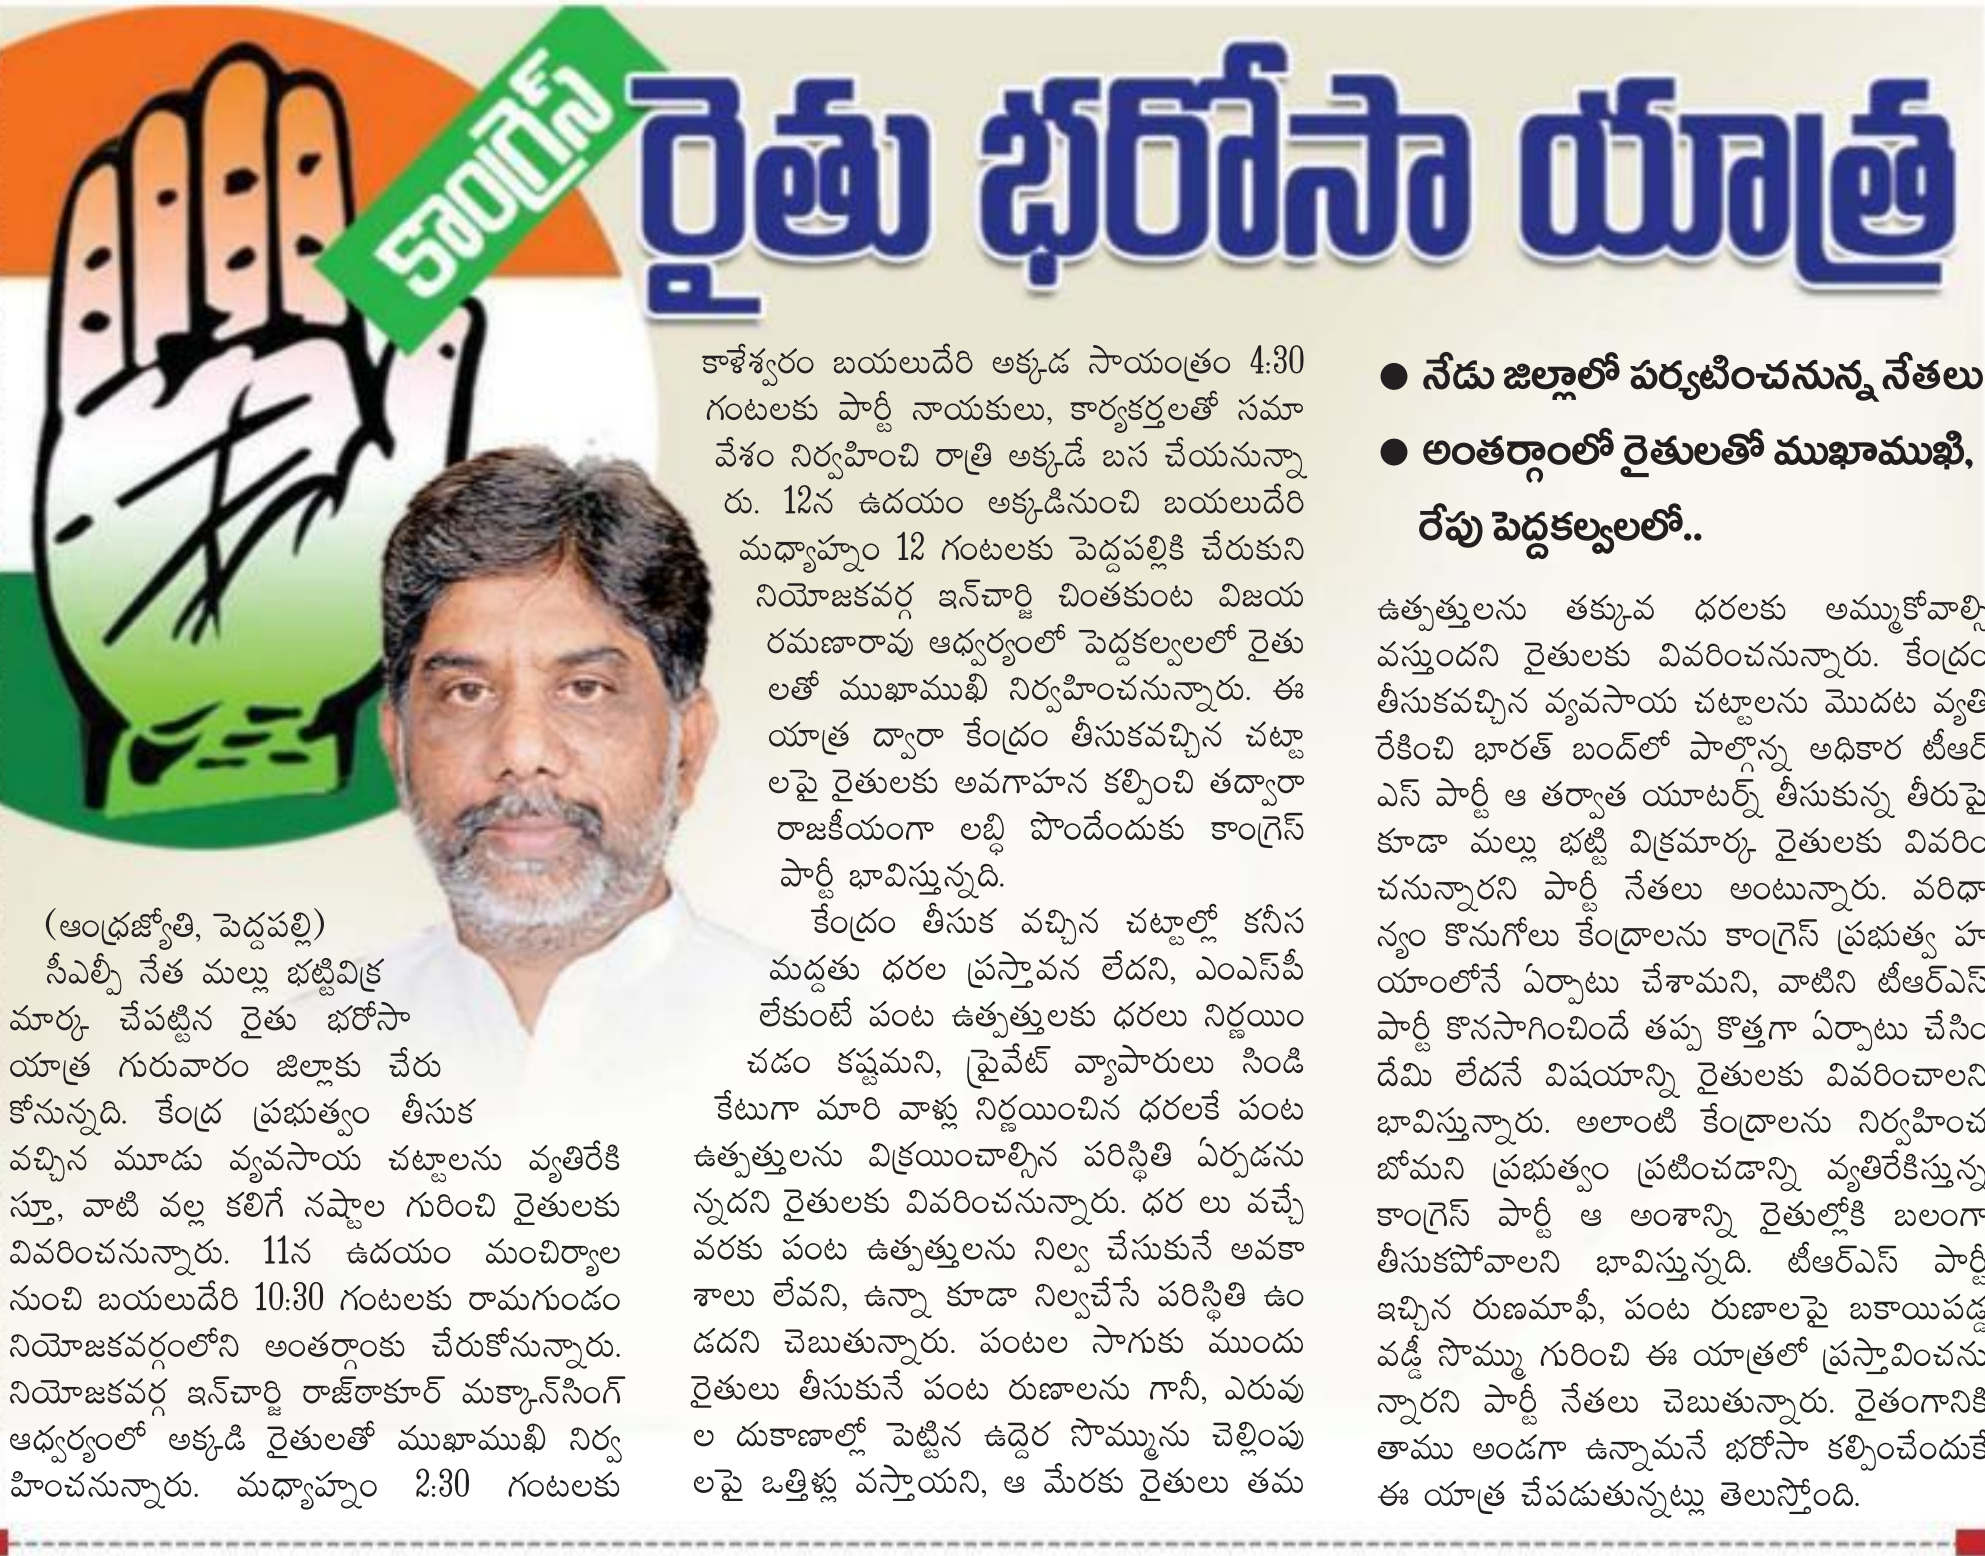 కాంగ్రెస్
రైతు భరోసా యాత్ర
● నేడు జిల్లాలో పర్యటించనున్న నేతలు
● అంతర్గాంలో రైతులతో ముఖాముఖి,
రేపు పెద్దకల్వలలో..
(ఆంధ్రజ్యోతి, పెద్దపల్లి)
సీఎల్పీ నేత మల్లు భట్టివిక్ర
మార్క చేపట్టిన రైతు భరోసా
యాత్ర గురువారం జిల్లాకు చేరు
కోనున్నది. కేంద్ర ప్రభుత్వం తీసుక
వచ్చిన మూడు వ్యవసాయ చట్టాలను వ్యతిరేకి
స్తూ, వాటి వల్ల కలిగే నష్టాల గురించి రైతులకు
వివరించనున్నారు. 11న ఉదయం మంచిర్యాల
నుంచి బయలుదేరి 10:30 గంటలకు రామగుండం
నియోజకవర్గంలోని అంతర్గాంకు చేరుకోనున్నారు.
నియోజకవర్గ ఇన్‌చార్జి రాజ్‌ఠాకూర్ మక్కాన్‌సింగ్
ఆధ్వర్యంలో అక్కడి రైతులతో ముఖాముఖి నిర్వ
హించనున్నారు. మధ్యాహ్నం 2:30 గంటలకు
కాళేశ్వరం బయలుదేరి అక్కడ సాయంత్రం 4:30
గంటలకు పార్టీ నాయకులు, కార్యకర్తలతో సమా
వేశం నిర్వహించి రాత్రి అక్కడే బస చేయనున్నా
రు. 12న ఉదయం అక్కడినుంచి బయలుదేరి
మధ్యాహ్నం 12 గంటలకు పెద్దపల్లికి చేరుకుని
నియోజకవర్గ ఇన్‌చార్జి చింతకుంట విజయ
రమణారావు ఆధ్వర్యంలో పెద్దకల్వలలో రైతు
లతో ముఖాముఖి నిర్వహించనున్నారు. ఈ
యాత్ర ద్వారా కేంద్రం తీసుకవచ్చిన చట్టా
లపై రైతులకు అవగాహన కల్పించి తద్వారా
రాజకీయంగా లబ్ధి పొందేందుకు కాంగ్రెస్
పార్టీ భావిస్తున్నది.
కేంద్రం తీసుక వచ్చిన చట్టాల్లో కనీస
మద్దతు ధరల ప్రస్తావన లేదని, ఎంఎస్‌పీ
లేకుంటే పంట ఉత్పత్తులకు ధరలు నిర్ణయిం
చడం కష్టమని, ప్రైవేట్ వ్యాపారులు సిండి
కేటుగా మారి వాళ్లు నిర్ణయించిన ధరలకే పంట
ఉత్పత్తులను విక్రయించాల్సిన పరిస్థితి ఏర్పడను
న్నదని రైతులకు వివరించనున్నారు. ధర లు వచ్చే
వరకు పంట ఉత్పత్తులను నిల్వ చేసుకునే అవకా
శాలు లేవని, ఉన్నా కూడా నిల్వచేసే పరిస్థితి ఉం
డదని చెబుతున్నారు. పంటల సాగుకు ముందు
రైతులు తీసుకునే పంట రుణాలను గానీ, ఎరువు
ల దుకాణాల్లో పెట్టిన ఉద్దెర సొమ్మును చెల్లింపు
లపై ఒత్తిళ్లు వస్తాయని, ఆ మేరకు రైతులు తమ
ఉత్పత్తులను తక్కువ ధరలకు అమ్ముకోవాల్సి
వస్తుందని రైతులకు వివరించనున్నారు. కేంద్రం
తీసుకవచ్చిన వ్యవసాయ చట్టాలను మొదట వ్యతి
రేకించి భారత్ బంద్‌లో పాల్గొన్న అధికార టీఆర్
ఎస్ పార్టీ ఆ తర్వాత యూటర్న్ తీసుకున్న తీరుపై
కూడా మల్లు భట్టి విక్రమార్క రైతులకు వివరిం
చనున్నారని పార్టీ నేతలు అంటున్నారు. వరిధా
న్యం కొనుగోలు కేంద్రాలను కాంగ్రెస్ ప్రభుత్వ హ
యాంలోనే ఏర్పాటు చేశామని, వాటిని టీఆర్ఎస్
పార్టీ కొనసాగించిందే తప్ప కొత్తగా ఏర్పాటు చేసిం
దేమి లేదనే విషయాన్ని రైతులకు వివరించాలని
భావిస్తున్నారు. అలాంటి కేంద్రాలను నిర్వహించ
బోమని ప్రభుత్వం ప్రటించడాన్ని వ్యతిరేకిస్తున్న
కాంగ్రెస్ పార్టీ ఆ అంశాన్ని రైతుల్లోకి బలంగా
తీసుకపోవాలని భావిస్తున్నది. టీఆర్ఎస్ పార్టీ
ఇచ్చిన రుణమాఫీ, పంట రుణాలపై బకాయిపడ్డ
వడ్డీ సొమ్ము గురించి ఈ యాత్రలో ప్రస్తావించను
న్నారని పార్టీ నేతలు చెబుతున్నారు. రైతంగానికి
తాము అండగా ఉన్నామనే భరోసా కల్పించేందుకే
ఈ యాత్ర చేపడుతున్నట్లు తెలుస్తోంది.